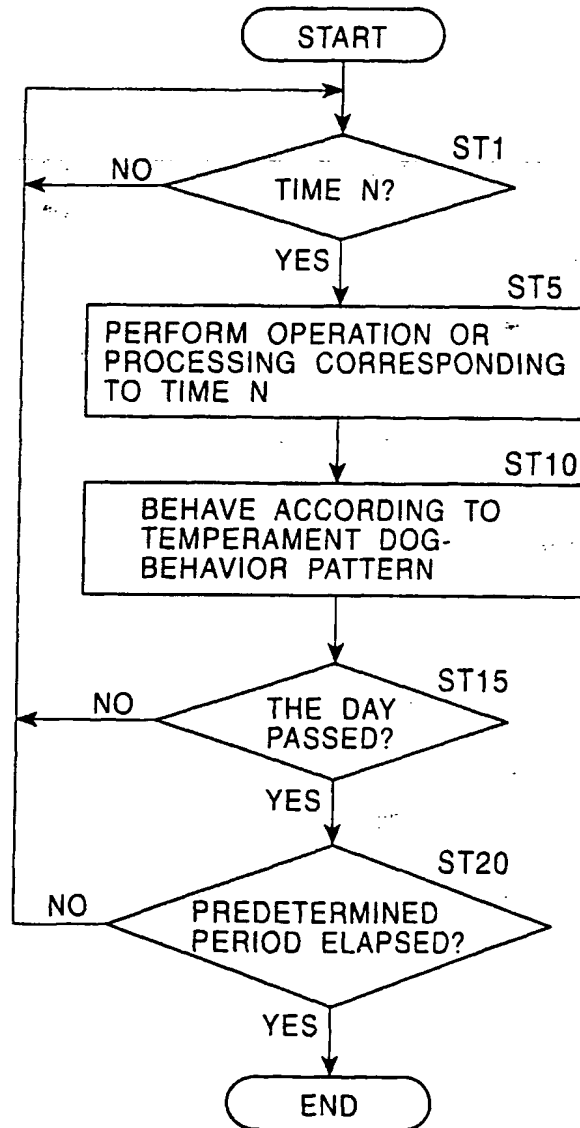 START
ST1
NO
TIME N?
YES
ST5
PERFORM OPERATION OR
PROCESSING CORRESPONDING
TO TIME N
ST10
BEHAVE ACCORDING TO
TEMPERAMENT DOG-
BEHAVIOR PATTERN
ST15
NO
THE DAY
PASSED?
YES
ST20
NO
PREDETERMINED
PERIOD ELAPSED?
YES
END